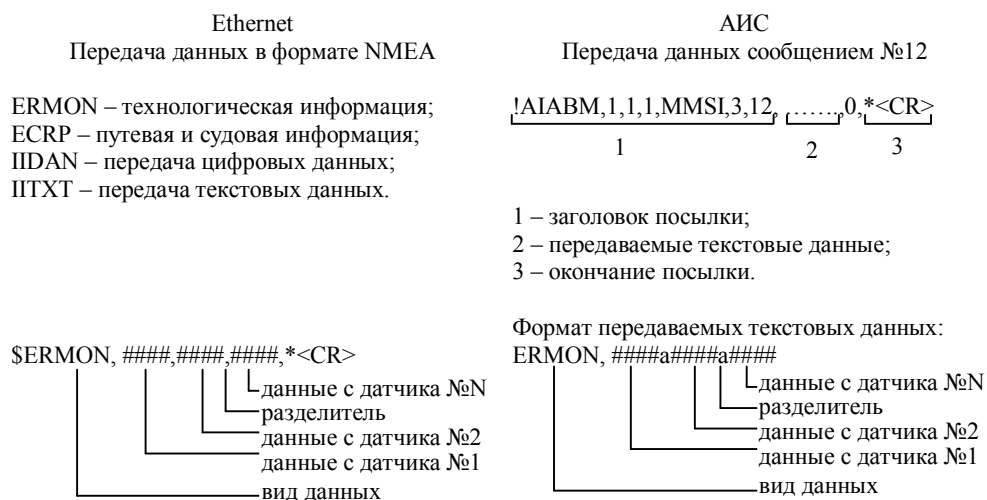 Ethernet
Передача данных в формате NMEA
ERMON – технологическая информация;
ECRP – путевая и судовая информация;
IIDAN – передача цифровых данных;
IITXT – передача текстовых данных.
$ERMON, ####,####,####,*<CR>
данные с датчика №N
разделитель
данные с датчика №2
данные с датчика №1
вид данных
АИС
Передача данных сообщением №12
!AIABM,1,1,1,MMSI,3,12, …….,0,*<CR>
1 2 3
1 – заголовок посылки;
2 – передаваемые текстовые данные;
3 – окончание посылки.
Формат передаваемых текстовых данных:
ERMON, ####a####a####
данные с датчика №N
разделитель
данные с датчика №2
данные с датчика №1
вид данных